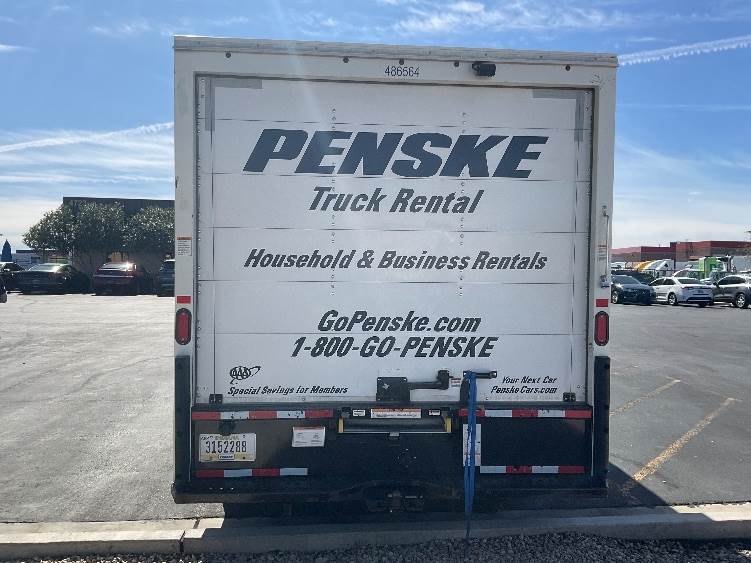 486564
PENSKE
Truck Rental
Household & Business Rentals
GoPenske.com
1-800-GO-PENSKE
AAA
Special Savings for Members
Your Next Car
PenskeCars.com
3152288